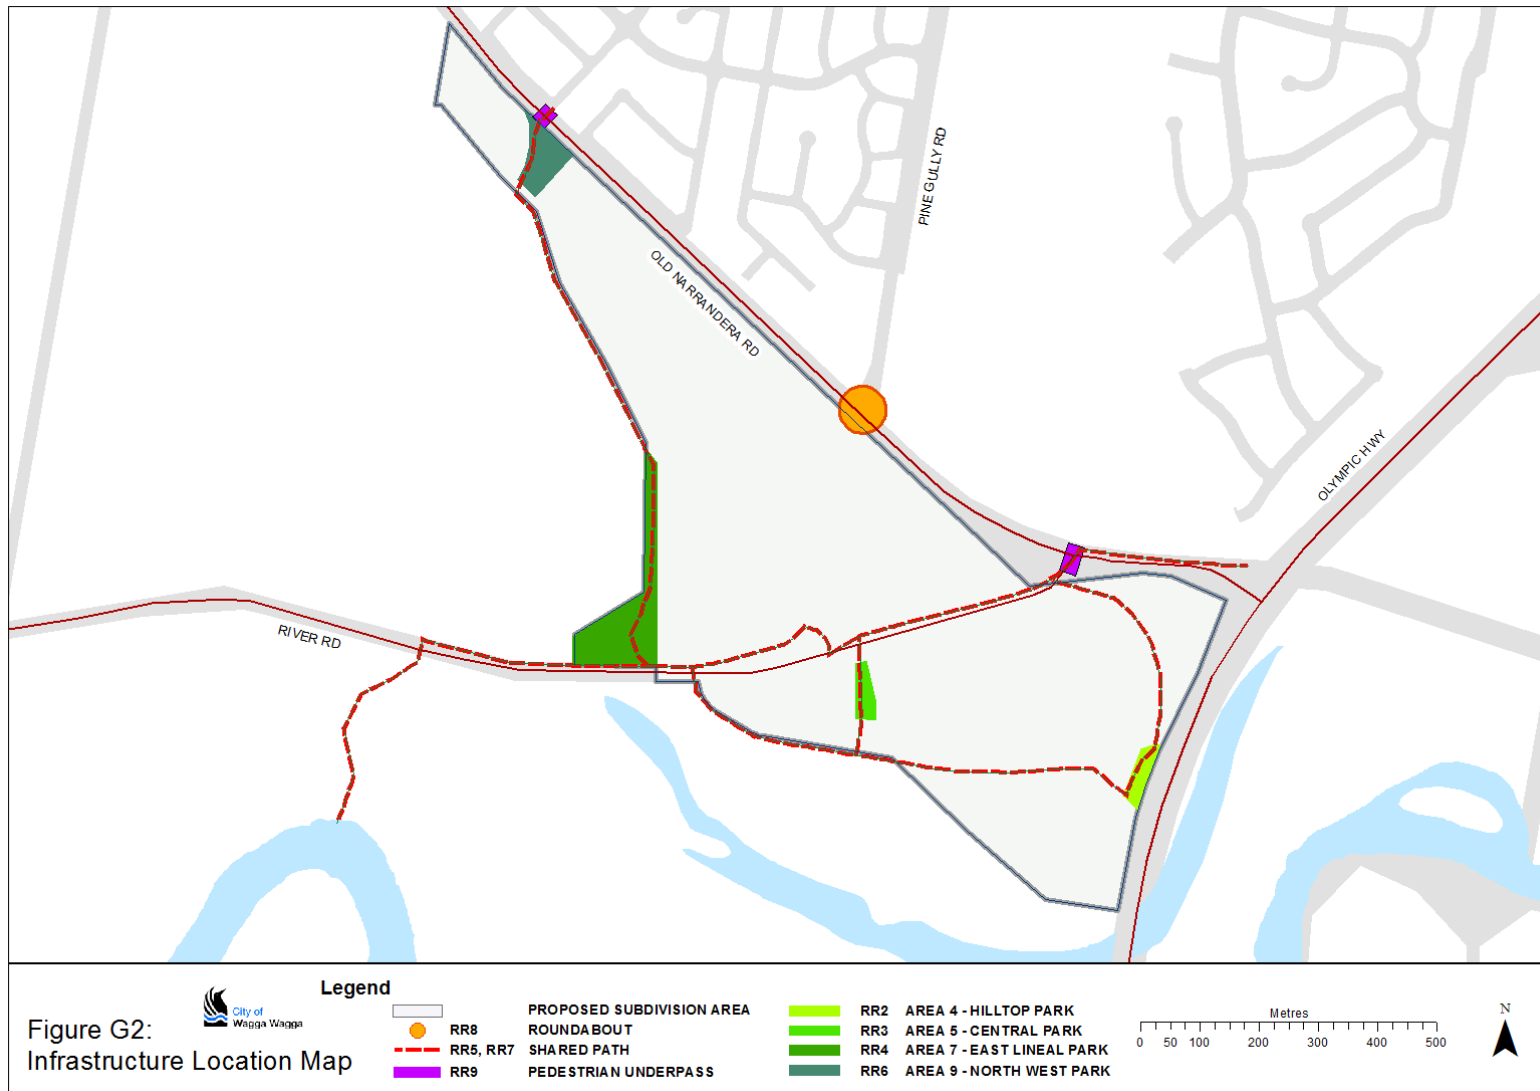 PINE GULLY RD
OLD NARRANDERA RD
OLYMPIC HWY
RIVER RD
Figure G2:
Infrastructure Location Map
City of
Wagga Wagga
Legend
PROPOSED SUBDIVISION AREA
RR8 ROUNDABOUT
RR5, RR7 SHARED PATH
RR9 PEDESTRIAN UNDERPASS
RR2 AREA 4 - HILLTOP PARK
RR3 AREA 5 - CENTRAL PARK
RR4 AREA 7 - EAST LINEAL PARK
RR6 AREA 9 - NORTH WEST PARK
Metres
0 50 100 200 300 400 500
N